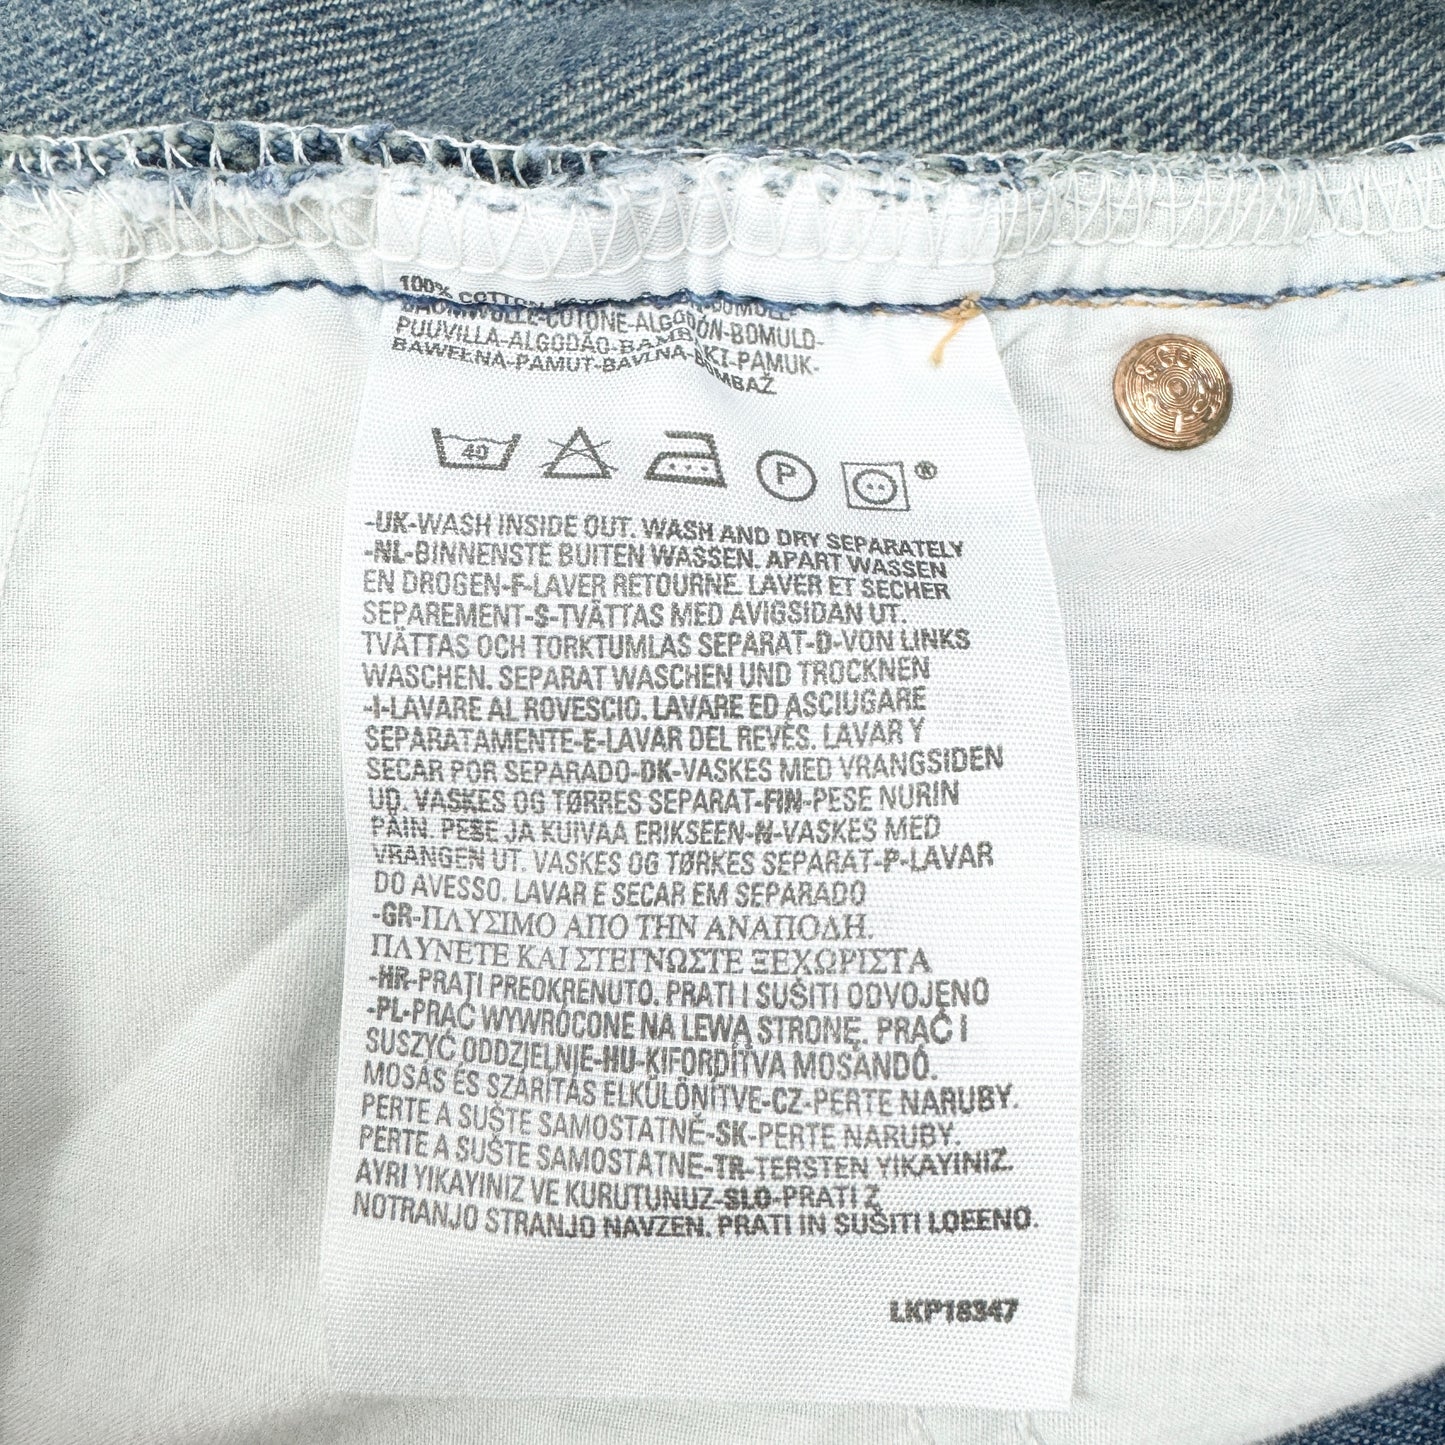 100% COTTON
BAUMWOLLE-COTONE-ALGODÓN-BOMULD-
PUUVILLA-ALGODÃO-
BAWEŁNA-PAMUT-BAVLNA- -PAMUK-
BOMBAŽ
40
P
®
-UK-WASH INSIDE OUT. WASH AND DRY SEPARATELY
-NL-BINNENSTE BUITEN WASSEN. APART WASSEN
EN DROGEN-F-LAVER RETOURNE. LAVER ET SECHER
SEPAREMENT-S-TVÄTTAS MED AVIGSIDAN UT.
TVÄTTAS OCH TORKTUMLAS SEPARAT-D-VON LINKS
WASCHEN. SEPARAT WASCHEN UND TROCKNEN
-I-LAVARE AL ROVESCIO. LAVARE ED ASCIUGARE
SEPARATAMENTE-E-LAVAR DEL REVÉS. LAVAR Y
SECAR POR SEPARADO-DK-VASKES MED VRANGSIDEN
UD. VASKES OG TØRRES SEPARAT-FIN-PESE NURIN
PÄIN. PESE JA KUIVAA ERIKSEEN-N-VASKES MED
VRANGEN UT. VASKES OG TØRKES SEPARAT-P-LAVAR
DO AVESSO. LAVAR E SECAR EM SEPARADO
-GR-ΠΛΥΣΙΜΟ ΑΠΟ ΤΗΝ ΑΝΑΠΟΔΗ.
ΠΛΥΝΕΤΕ ΚΑΙ ΣΤΕΓΝΩΣΤΕ ΞΕΧΩΡΙΣΤΑ
-HR-PRATI PREOKRENUTO. PRATI I SUŠITI ODVOJENO
-PL-PRAĆ WYWRÓCONE NA LEWĄ STRONĘ. PRAĆ I
SUSZYĆ ODDZIELNIE-HU-KIFORDÍTVA MOSANDÓ.
MOSÁS ÉS SZÁRÍTÁS ELKÜLÖNÍTVE-CZ-PERTE NARUBY.
PERTE A SUŠTE SAMOSTATNĚ-SK-PERTE NARUBY.
PERTE A SUŠTE SAMOSTATNE-TR-TERSTEN YIKAYINIZ.
AYRI YIKAYINIZ VE KURUTUNUZ-SLO-PRATI Z
NOTRANJO STRANJO NAVZEN. PRATI IN SUŠITI LOEENO.
LKP18347